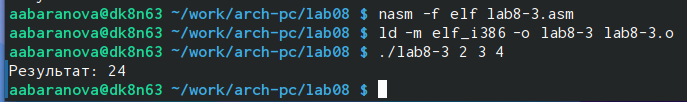 aabaranova@dk8n63 ~/work/arch-pc/lab08 $ nasm -f elf lab8-3.asm
aabaranova@dk8n63 ~/work/arch-pc/lab08 $ ld -m elf_i386 -o lab8-3 lab8-3.o
aabaranova@dk8n63 ~/work/arch-pc/lab08 $ ./lab8-3 2 3 4
Результат: 24
aabaranova@dk8n63 ~/work/arch-pc/lab08 $